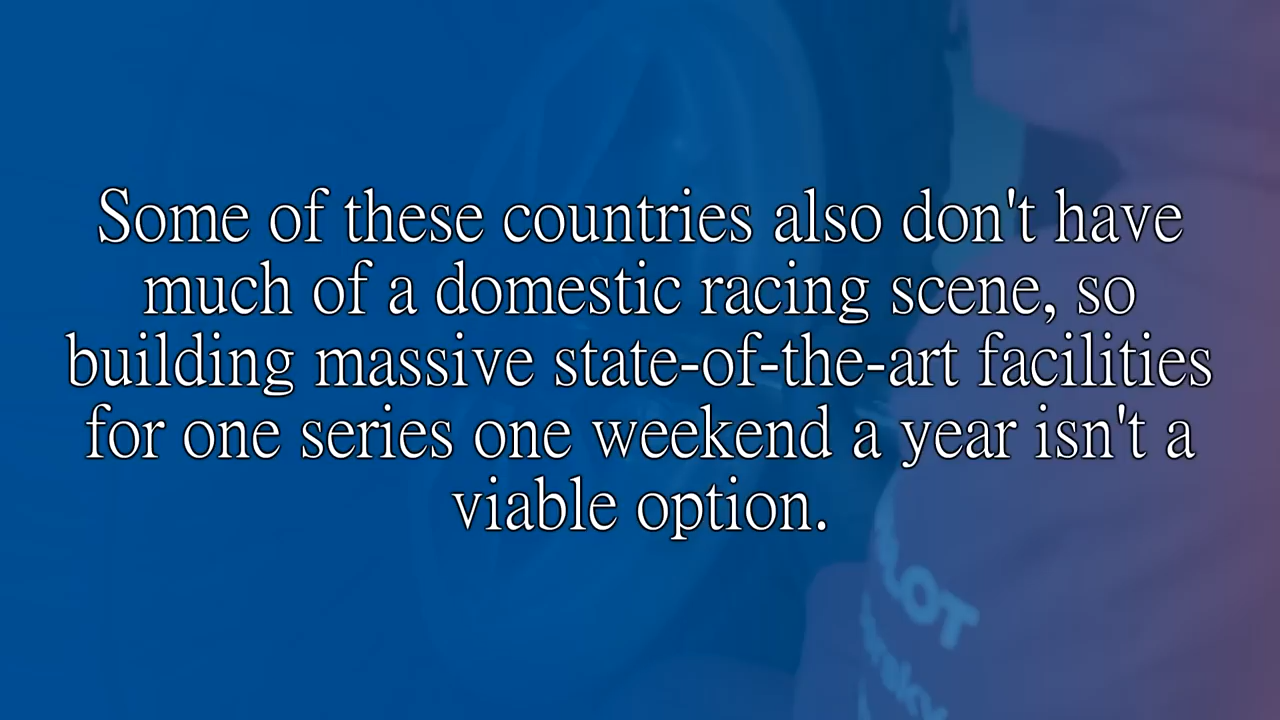 Some of these countries also don't have
much of a domestic racing scene, so
building massive state-of-the-art facilities
for one series one weekend a year isn't a
viable option.